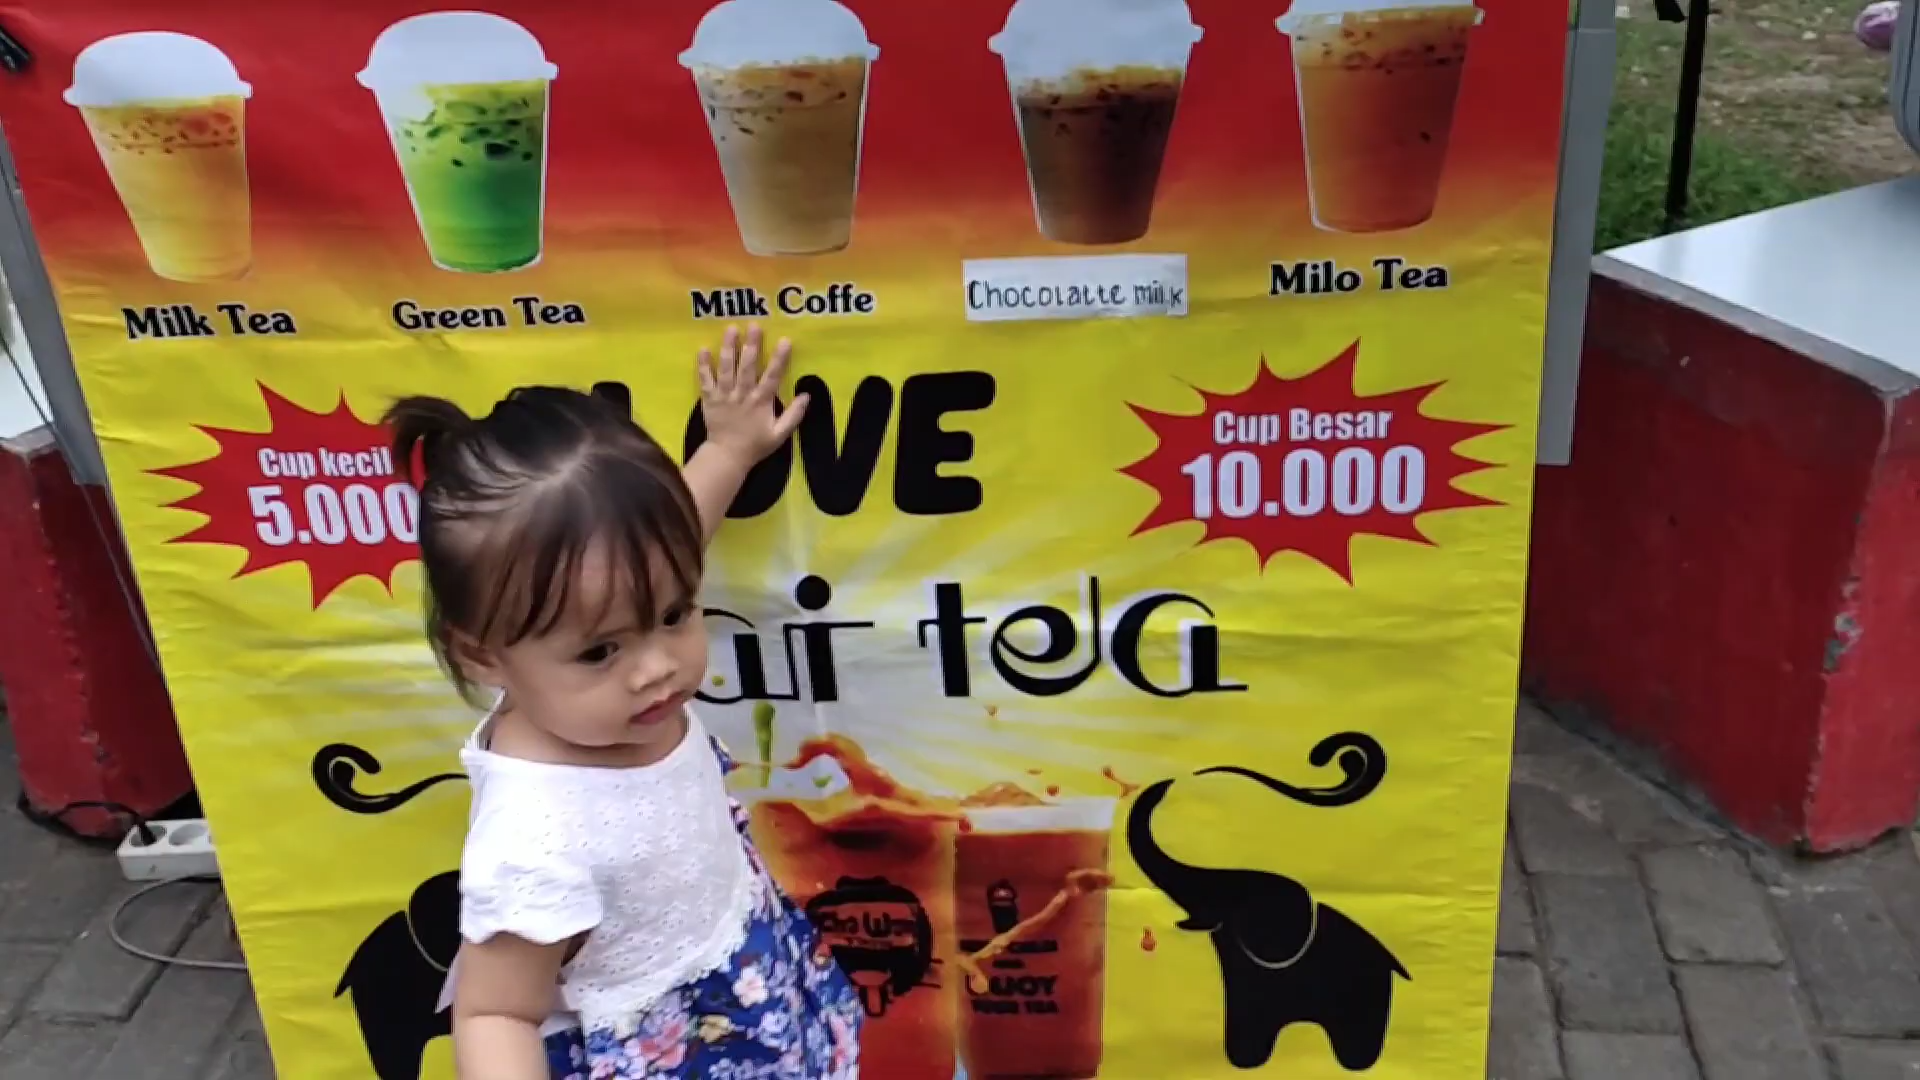 Milk Tea
Green Tea
Milk Coffe
Chocolatte milk
Milo Tea
Cup kecil
5.000
Cup Besar
10.000
tea